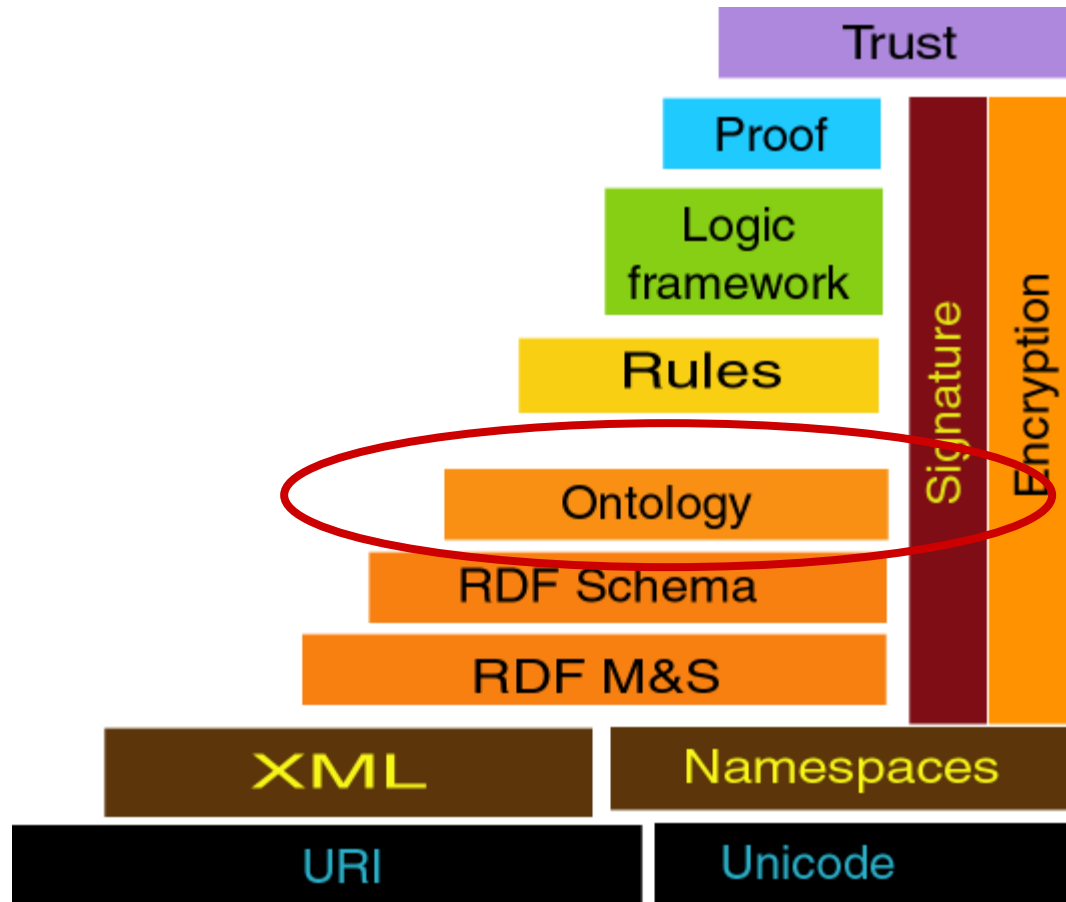 Trust
Proof
Logic
framework
Rules
Ontology
RDF Schema
RDF M&S
Signature
Encryption
XML
Namespaces
URI
Unicode